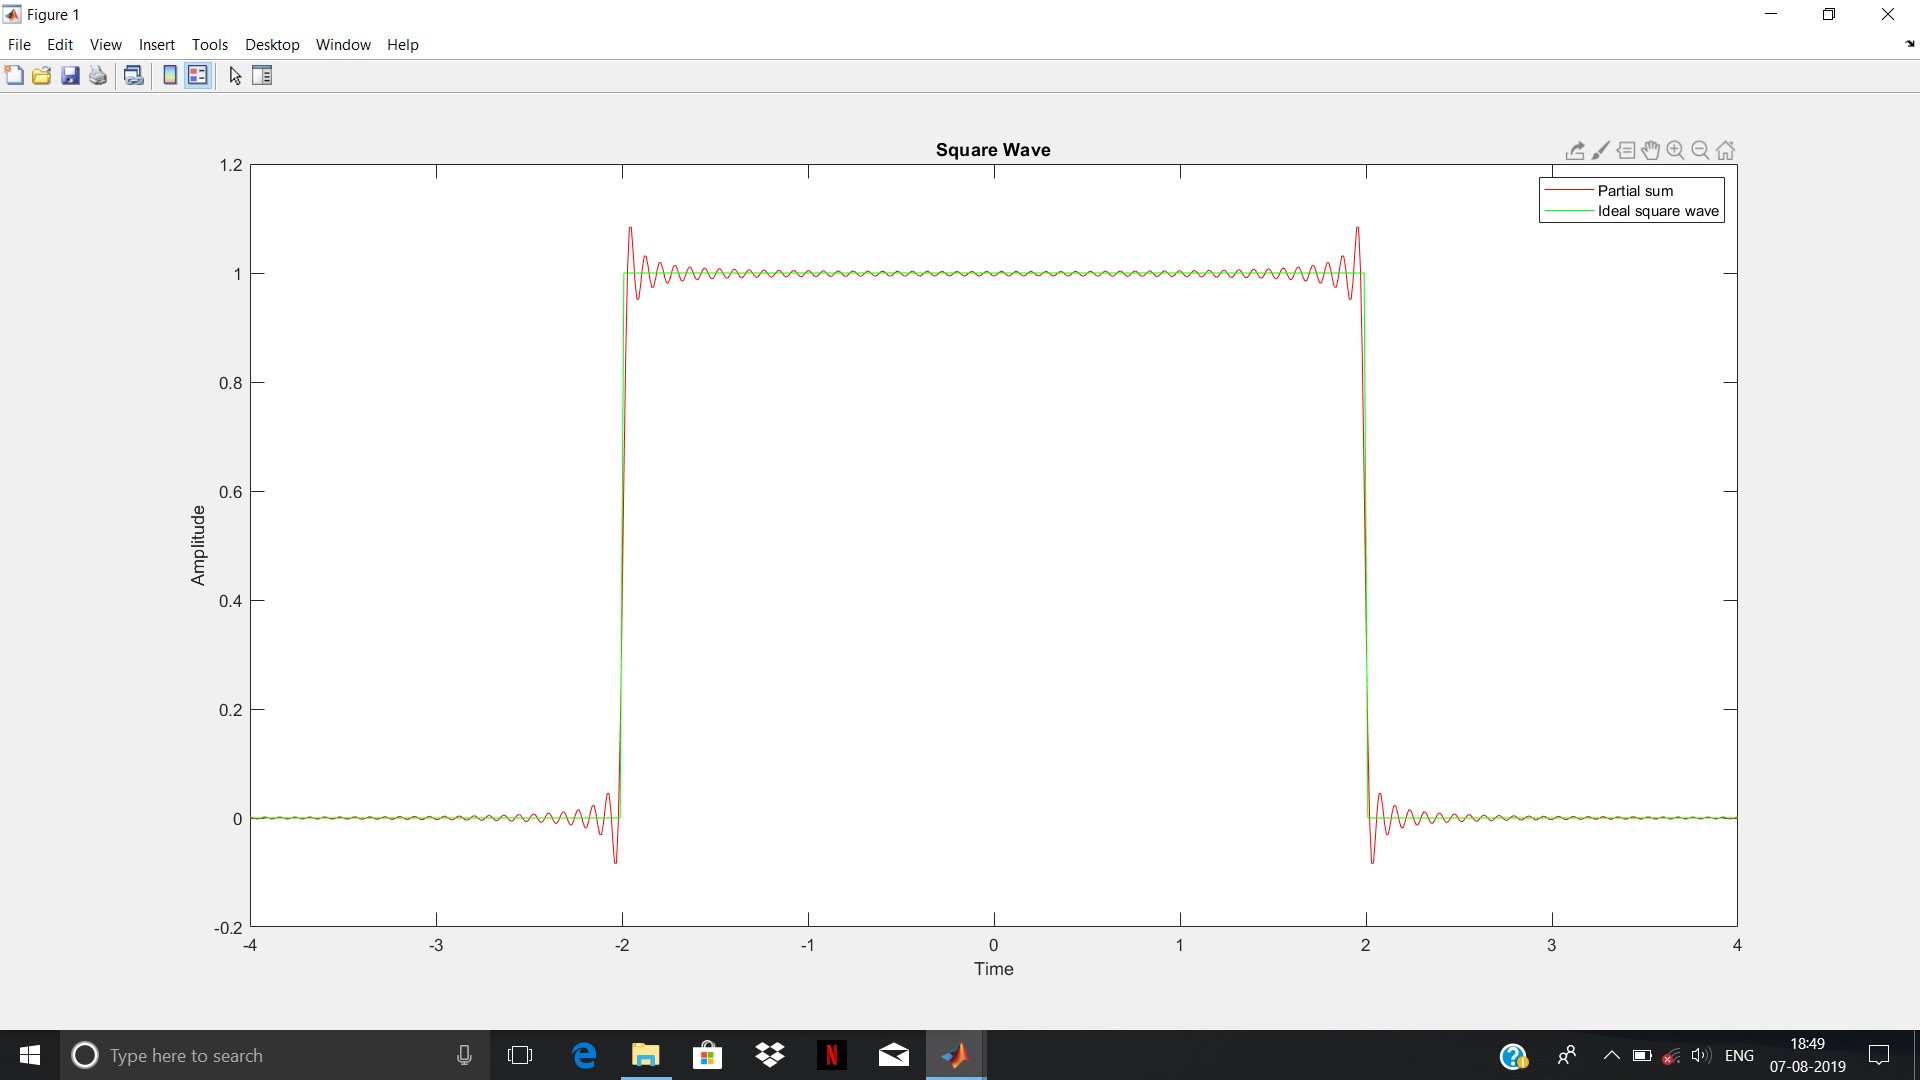 Figure 1
File Edit View Insert Tools Desktop Window Help
Square Wave
Partial sum
Ideal square wave
1.2
1
0.8
0.6
0.4
0.2
0
-0.2
Amplitude
-4 -3 -2 -1 0 1 2 3 4
Time
Type here to search
ENG
18:49
07-08-2019